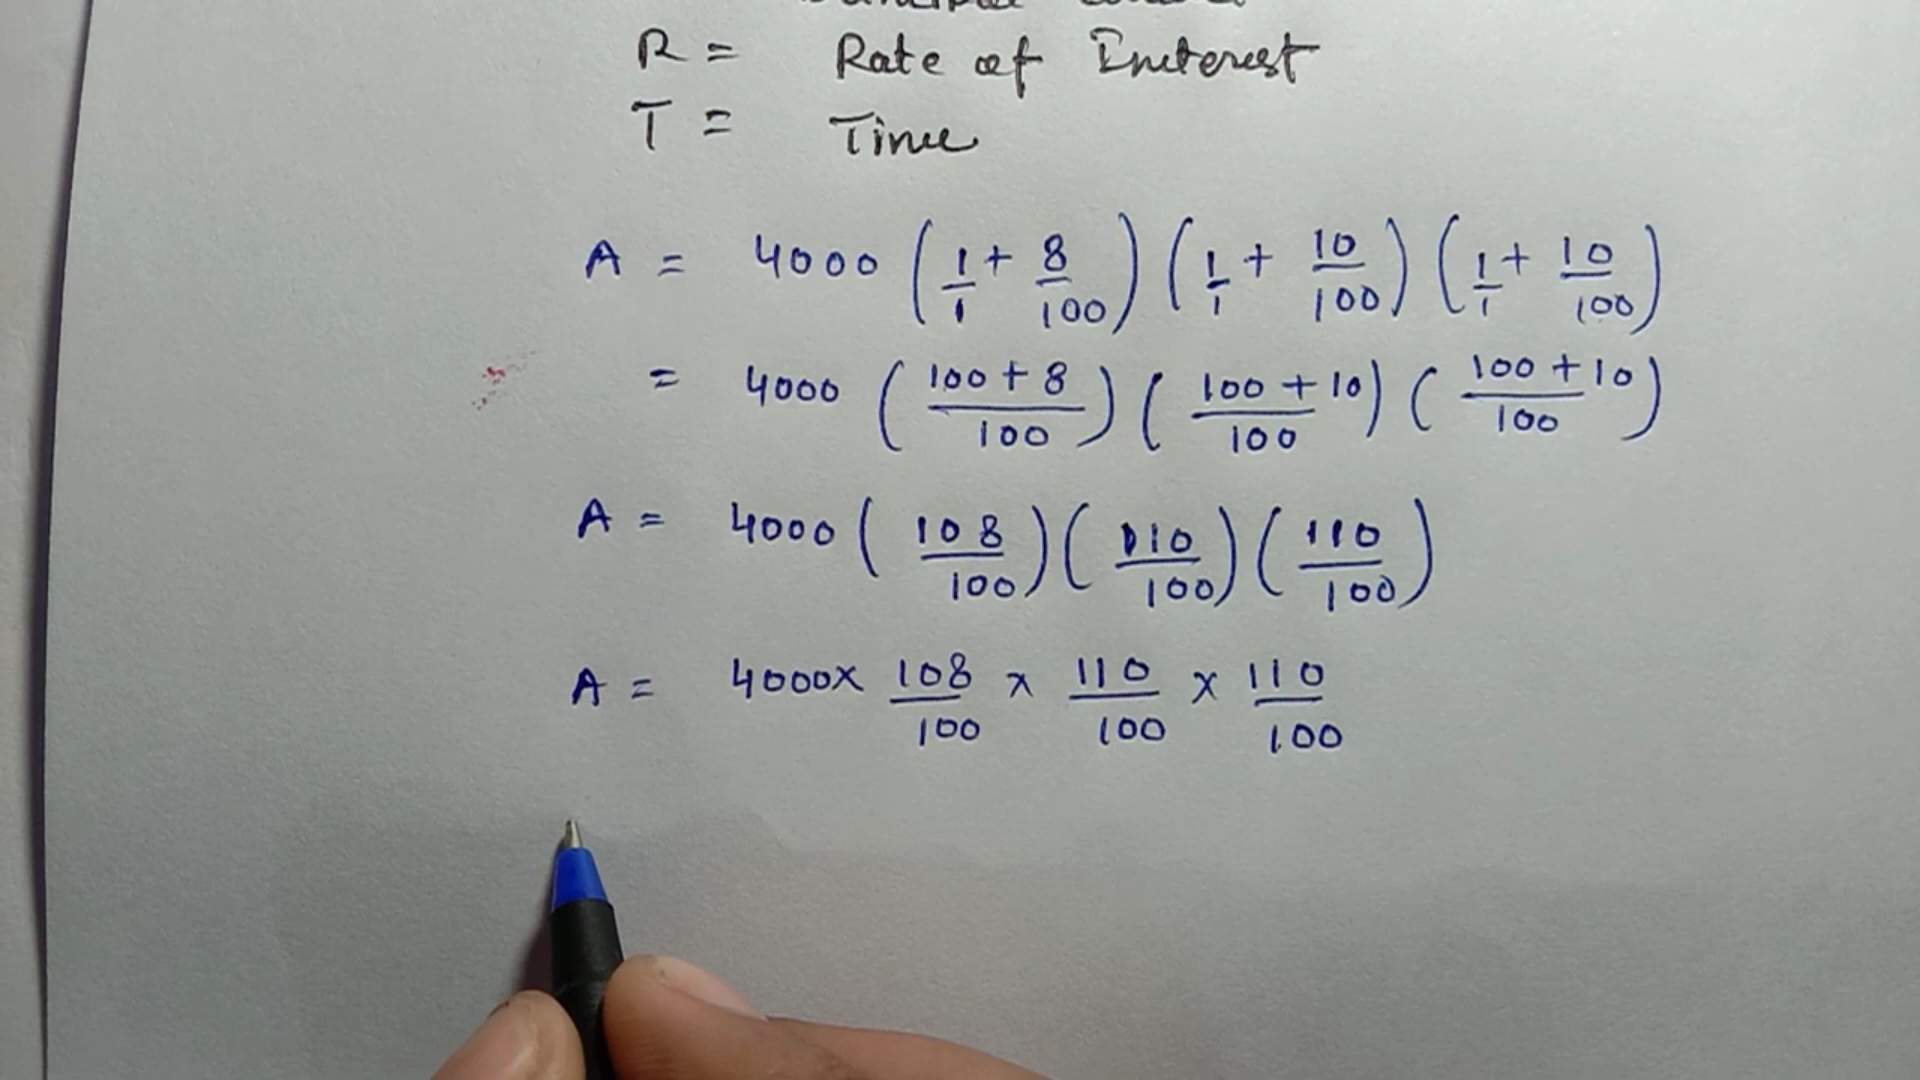 R = Rate of Interest
T = Time
A = 4000 (1/1 + 8/100) (1/1 + 10/100) (1/1 + 10/100)
= 4000 (100 + 8/100) (100 + 10/100) (100 + 10/100)
A = 4000 (108/100) (110/100) (110/100)
A = 4000 x 108/100 x 110/100 x 110/100